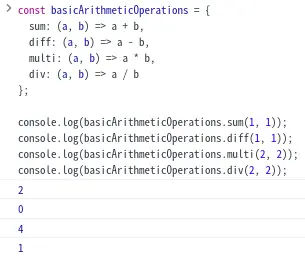 const basicArithmeticOperations = {
  sum: (a, b) => a + b,
  diff: (a, b) => a - b,
  multi: (a, b) => a * b,
  div: (a, b) => a / b
};

console.log(basicArithmeticOperations.sum(1, 1));
console.log(basicArithmeticOperations.diff(1, 1));
console.log(basicArithmeticOperations.multi(2, 2));
console.log(basicArithmeticOperations.div(2, 2));
2
0
4
1